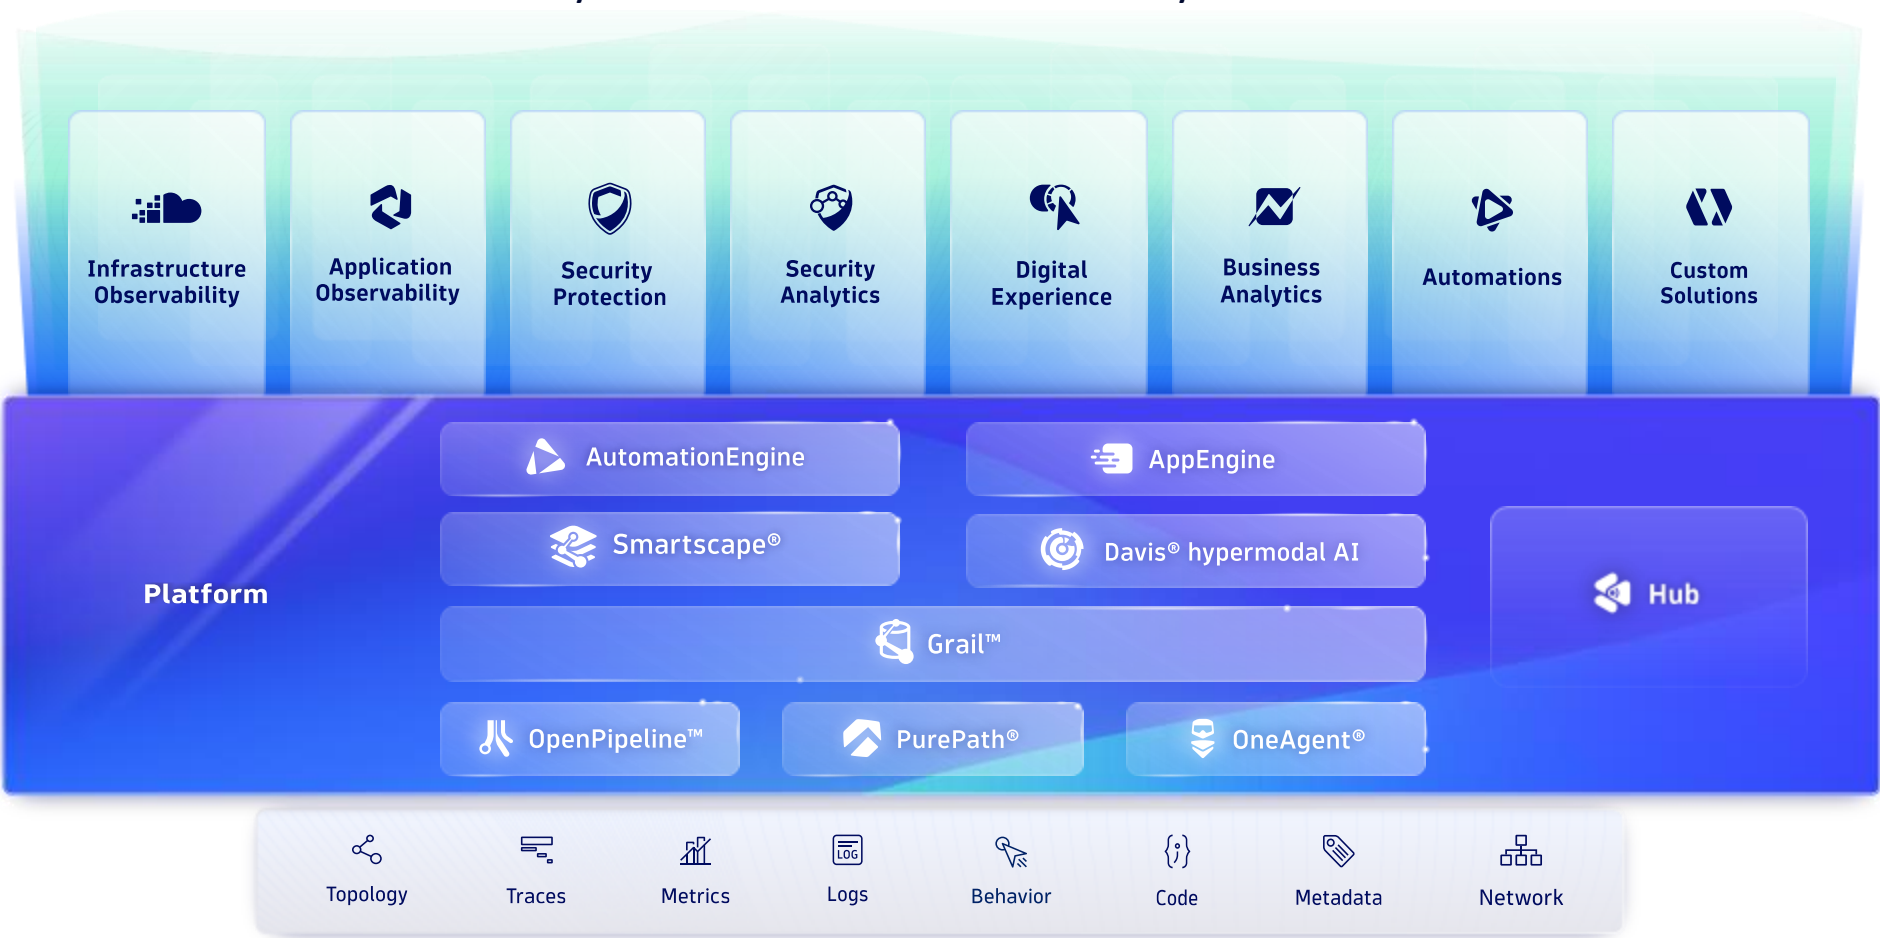 Infrastructure
Observability
Application
Observability
Security
Protection
Security
Analytics
Digital
Experience
Business
Analytics
Automations
Custom
Solutions
Platform
AutomationEngine
AppEngine
Smartscape®
Davis® hypermodal AI
Grail™
Hub
OpenPipeline™
PurePath®
OneAgent®
Topology
Traces
Metrics
LOG
Logs
Behavior
Code
Metadata
Network